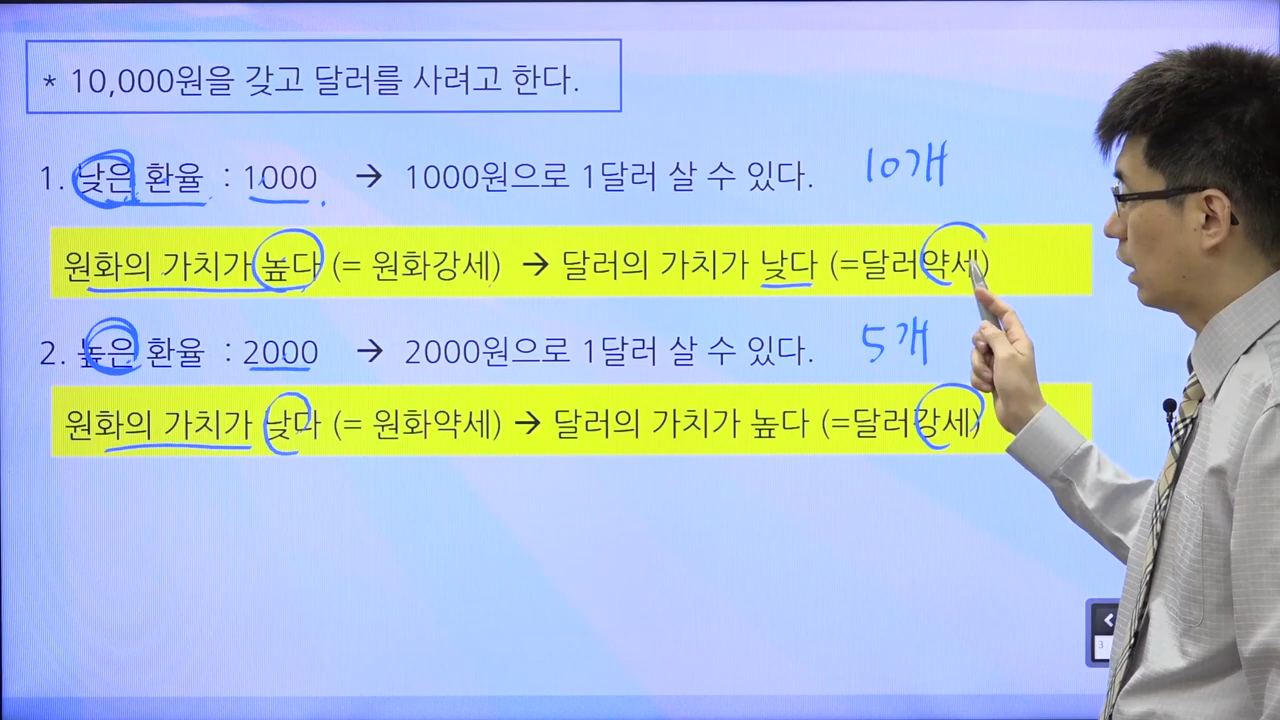 * 10,000원을 갖고 달러를 사려고 한다.
1. 낮은 환율 : 1000 → 1000원으로 1달러 살 수 있다. 10개
원화의 가치가 높다 (= 원화강세) → 달러의 가치가 낮다 (=달러약세)
2. 높은 환율 : 2000 → 2000원으로 1달러 살 수 있다. 5개
원화의 가치가 낮다 (= 원화약세) → 달러의 가치가 높다 (=달러강세)
3